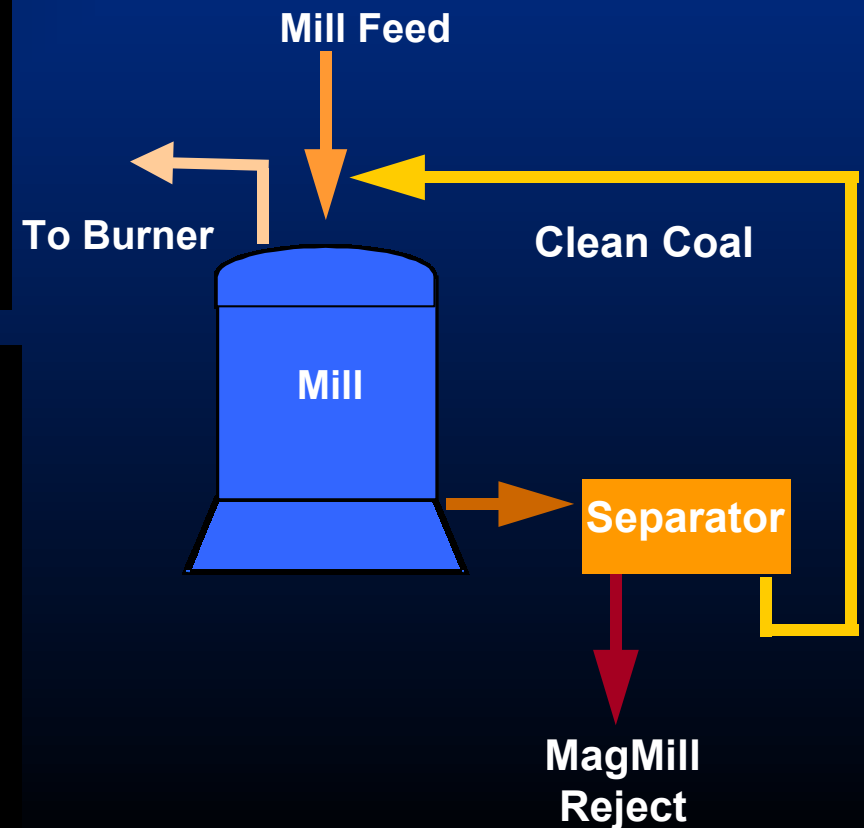 Mill Feed
To Burner
Clean Coal
Mill
Separator
MagMill
Reject